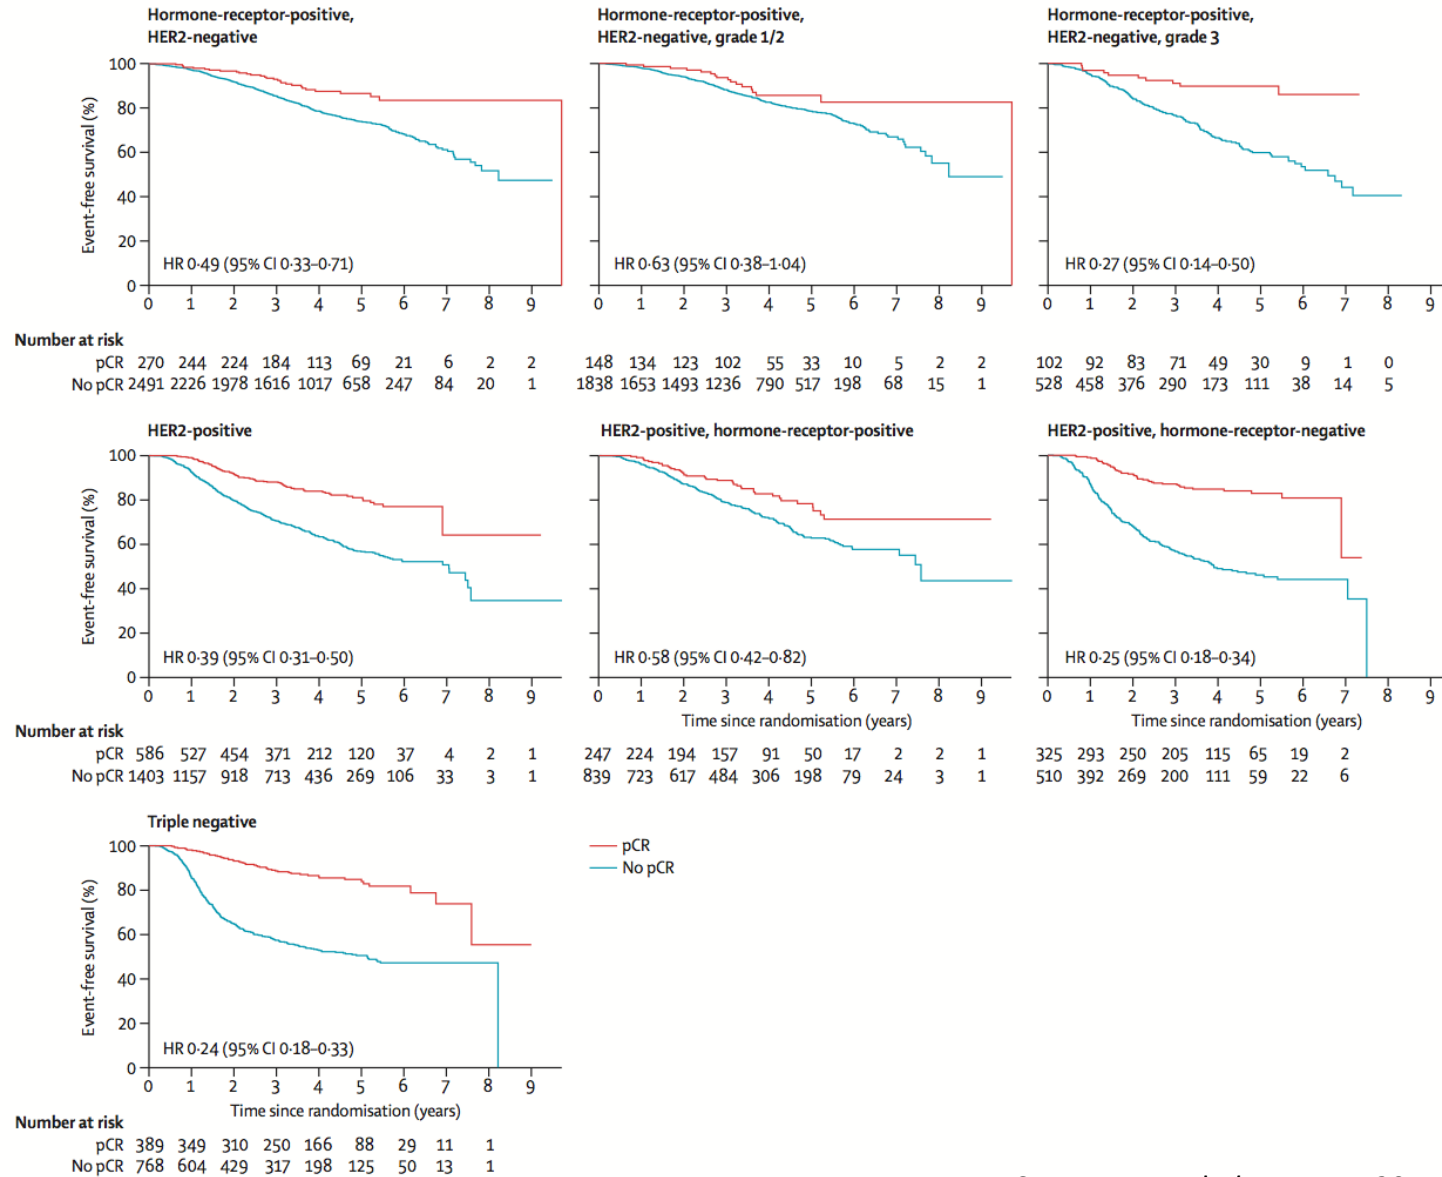 Hormone-receptor-positive,
HER2-negative
Event-free survival (%)
100
80
60
40
20
0
HR 0·49 (95% CI 0·33–0·71)
0 1 2 3 4 5 6 7 8 9
Number at risk
pCR 270 244 224 184 113 69 21 6 2 2
No pCR 2491 2226 1978 1616 1017 658 247 84 20 1
Hormone-receptor-positive,
HER2-negative, grade 1/2
HR 0·63 (95% CI 0·38–1·04)
0 1 2 3 4 5 6 7 8 9
148 134 123 102 55 33 10 5 2 2
1838 1653 1493 1236 790 517 198 68 15 1
Hormone-receptor-positive,
HER2-negative, grade 3
HR 0·27 (95% CI 0·14–0·50)
0 1 2 3 4 5 6 7 8 9
102 92 83 71 49 30 9 1 0
528 458 376 290 173 111 38 14 5
HER2-positive
Event-free survival (%)
100
80
60
40
20
0
HR 0·39 (95% CI 0·31–0·50)
0 1 2 3 4 5 6 7 8 9
Number at risk
pCR 586 527 454 371 212 120 37 4 2 1
No pCR 1403 1157 918 713 436 269 106 33 3 1
HER2-positive, hormone-receptor-positive
HR 0·58 (95% CI 0·42–0·82)
0 1 2 3 4 5 6 7 8 9
Time since randomisation (years)
247 224 194 157 91 50 17 2 2 1
839 723 617 484 306 198 79 24 3 1
HER2-positive, hormone-receptor-negative
HR 0·25 (95% CI 0·18–0·34)
0 1 2 3 4 5 6 7 8 9
Time since randomisation (years)
325 293 250 205 115 65 19 2
510 392 269 200 111 59 22 6
Triple negative
Event-free survival (%)
100
80
60
40
20
0
HR 0·24 (95% CI 0·18–0·33)
0 1 2 3 4 5 6 7 8 9
Time since randomisation (years)
Number at risk
pCR 389 349 310 250 166 88 29 11 1
No pCR 768 604 429 317 198 125 50 13 1
pCR
No pCR